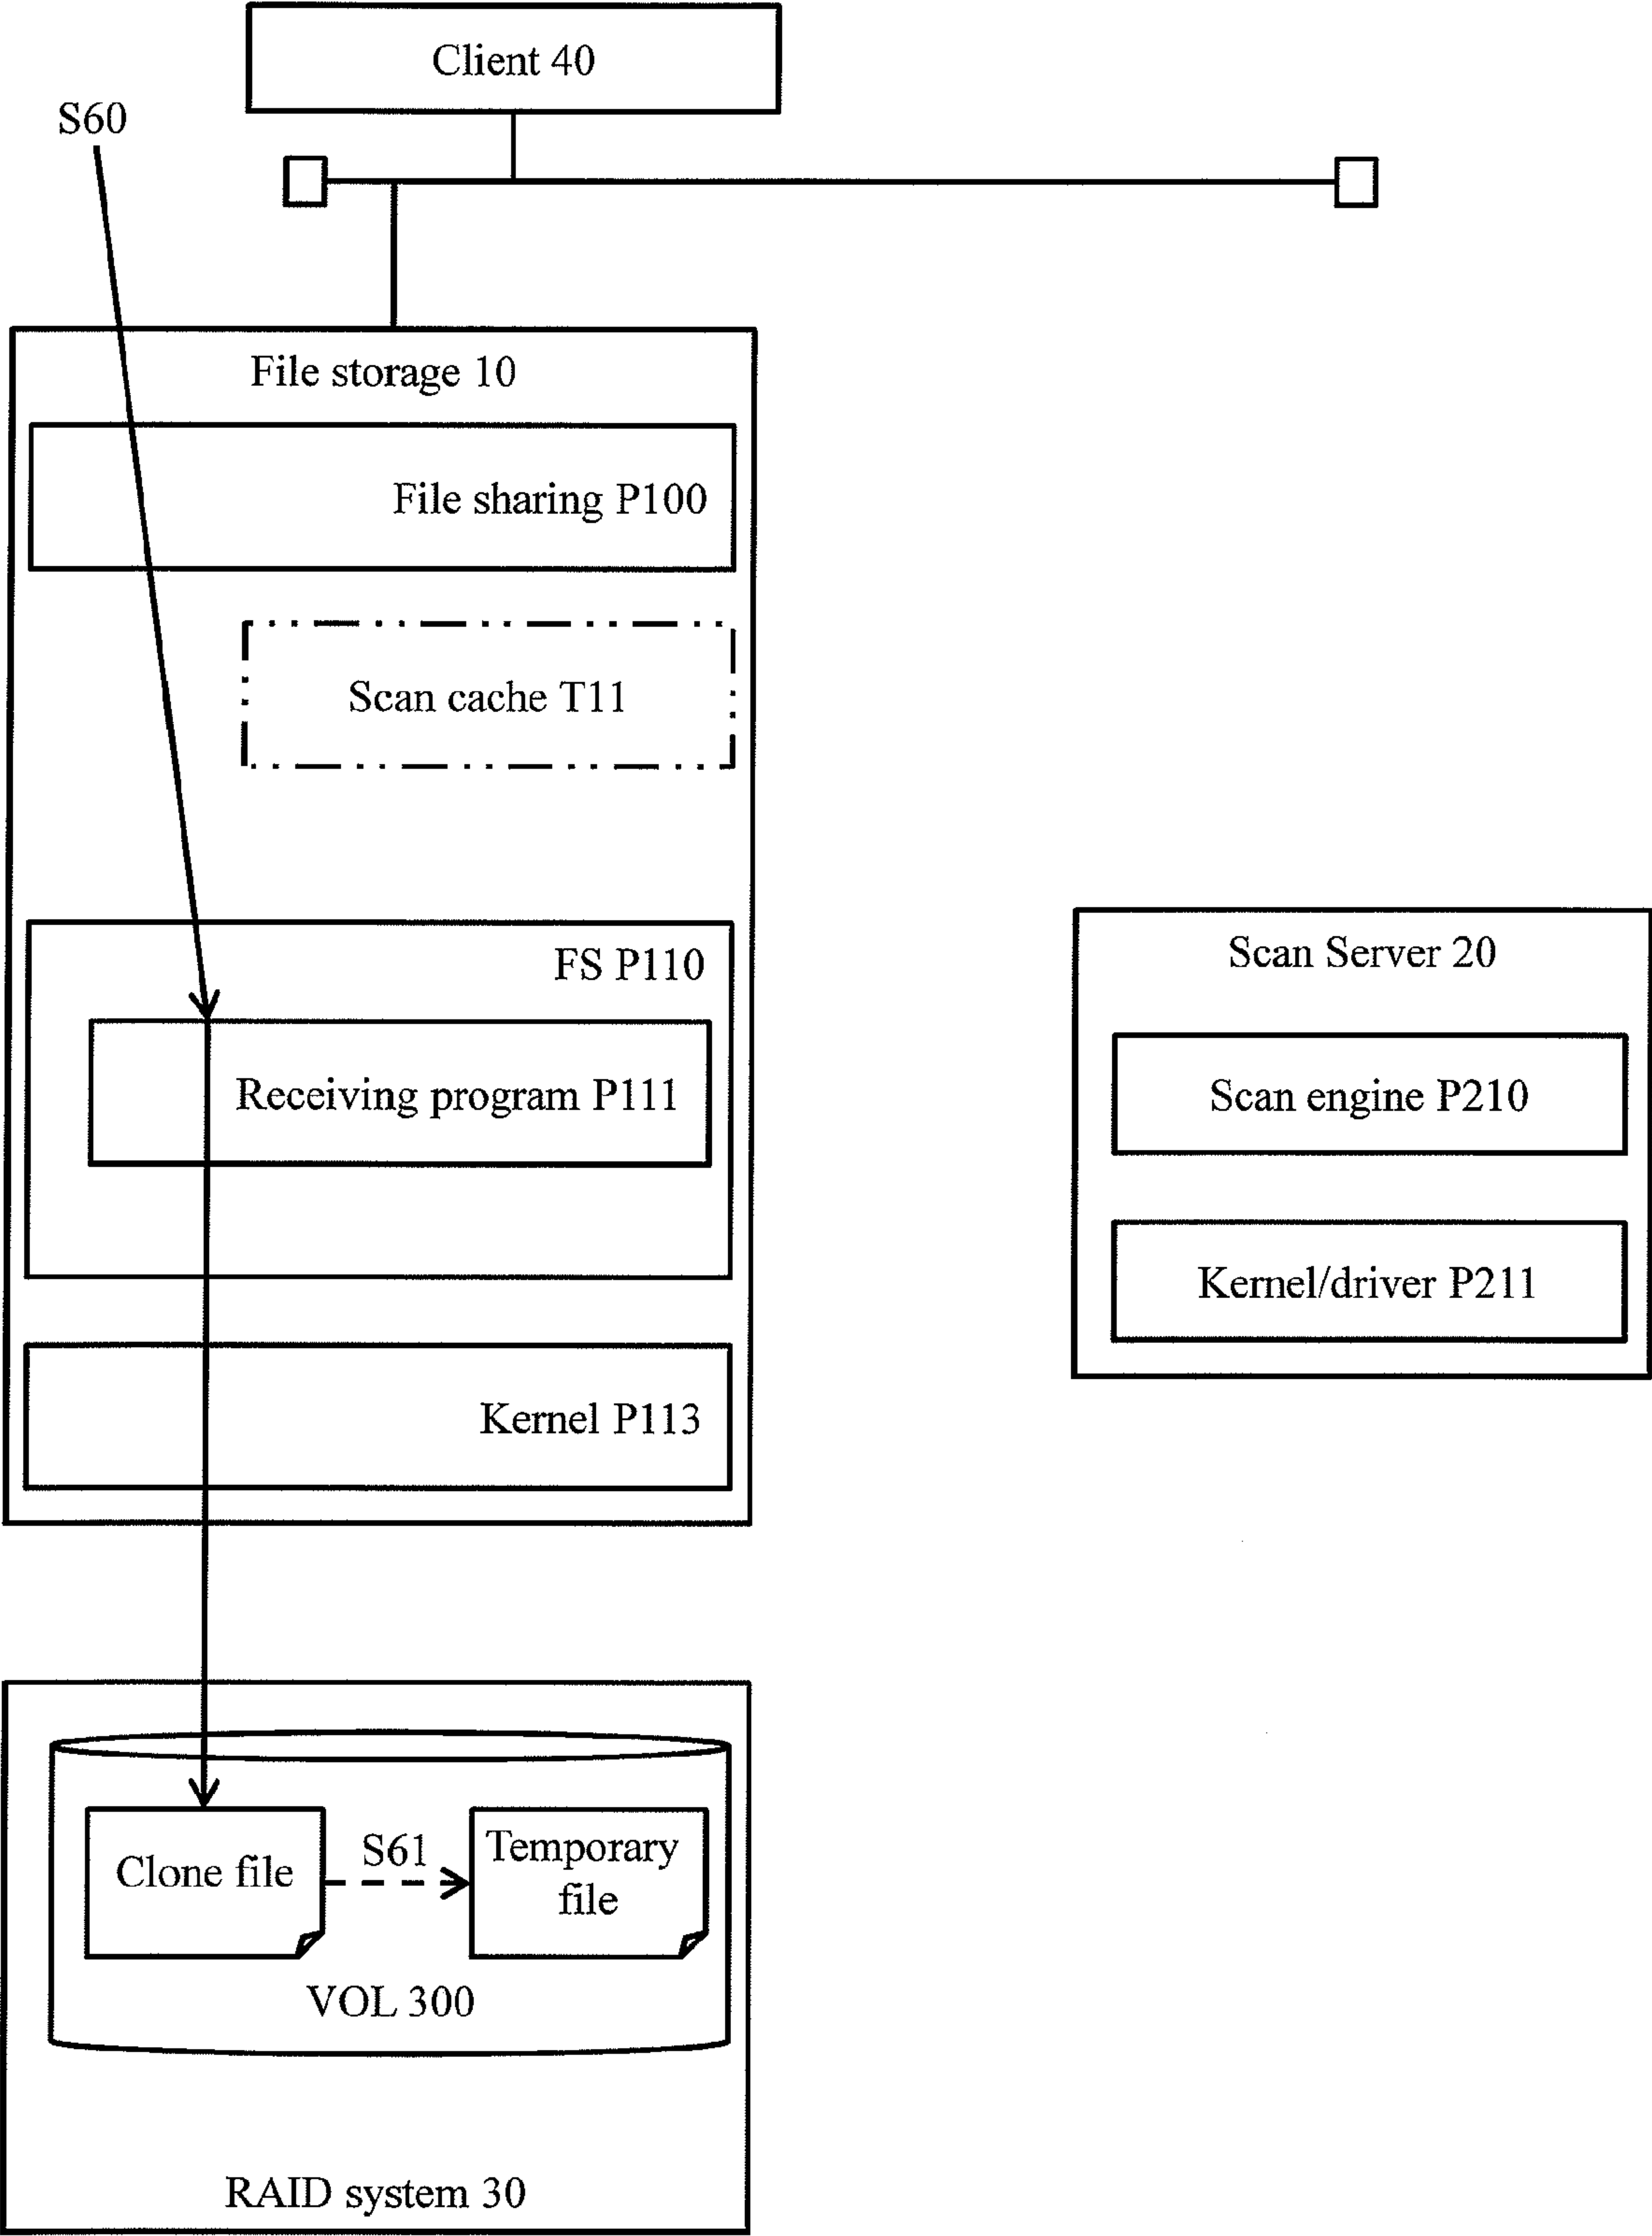 Client 40
S60
File storage 10
File sharing P100
Scan cache T11
FS P110
Scan Server 20
Receiving program P111
Scan engine P210
Kernel/driver P211
Kernel P113
Clone file
S61
Temporary
file
VOL 300
RAID system 30